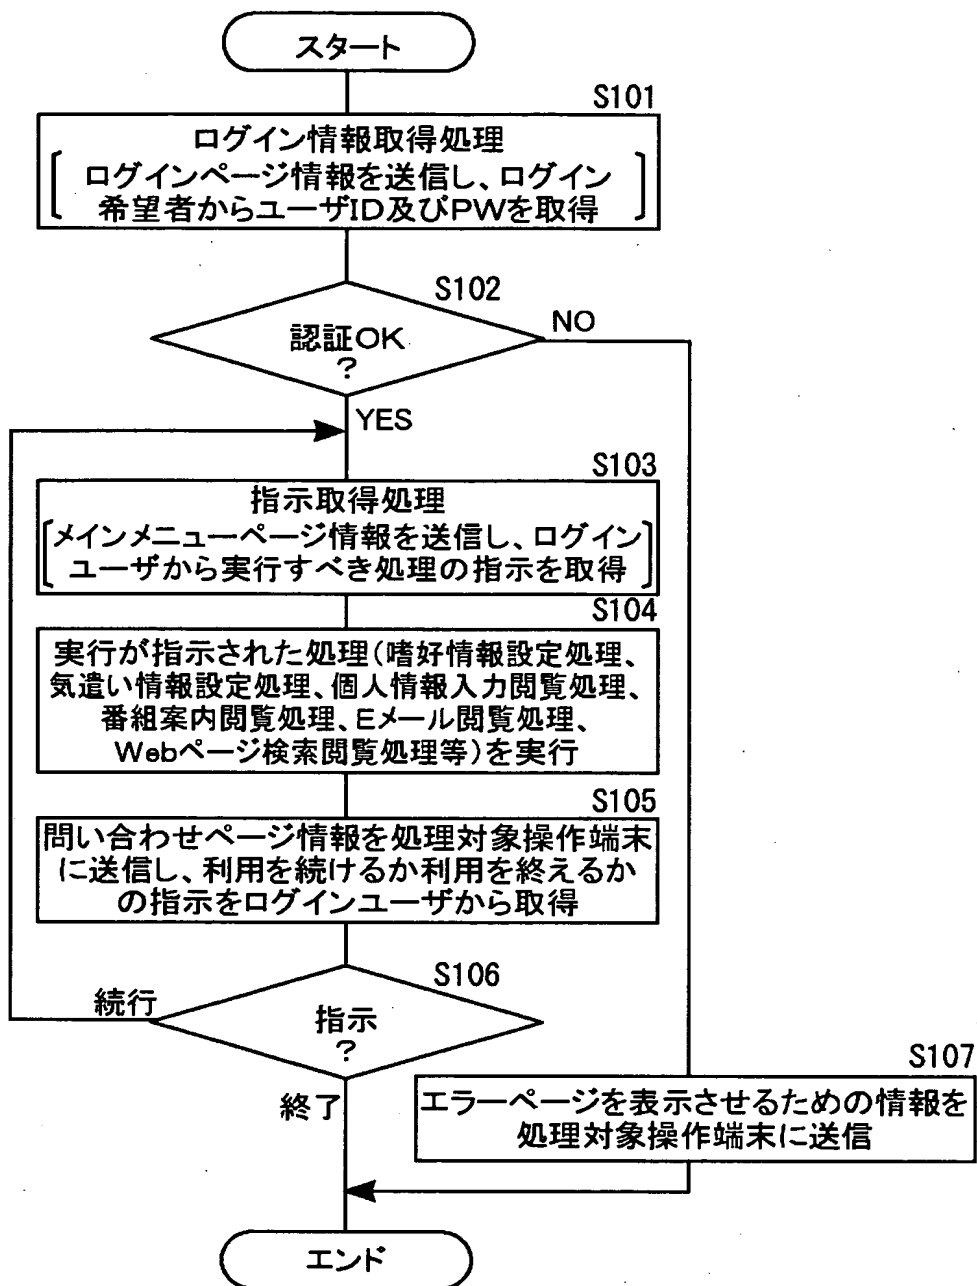 スタート
S101
ログイン情報取得処理
ログインページ情報を送信し、ログイン
希望者からユーザID及びPWを取得
S102
認証OK
?
NO
YES
S103
指示取得処理
メインメニューページ情報を送信し、ログイン
ユーザから実行すべき処理の指示を取得
S104
実行が指示された処理(嗜好情報設定処理、
気遣い情報設定処理、個人情報入力閲覧処理、
番組案内閲覧処理、Eメール閲覧処理、
Webページ検索閲覧処理等)を実行
S105
問い合わせページ情報を処理対象操作端末
に送信し、利用を続けるか利用を終えるか
の指示をログインユーザから取得
S106
続行
指示
?
終了
S107
エラーページを表示させるための情報を
処理対象操作端末に送信
エンド